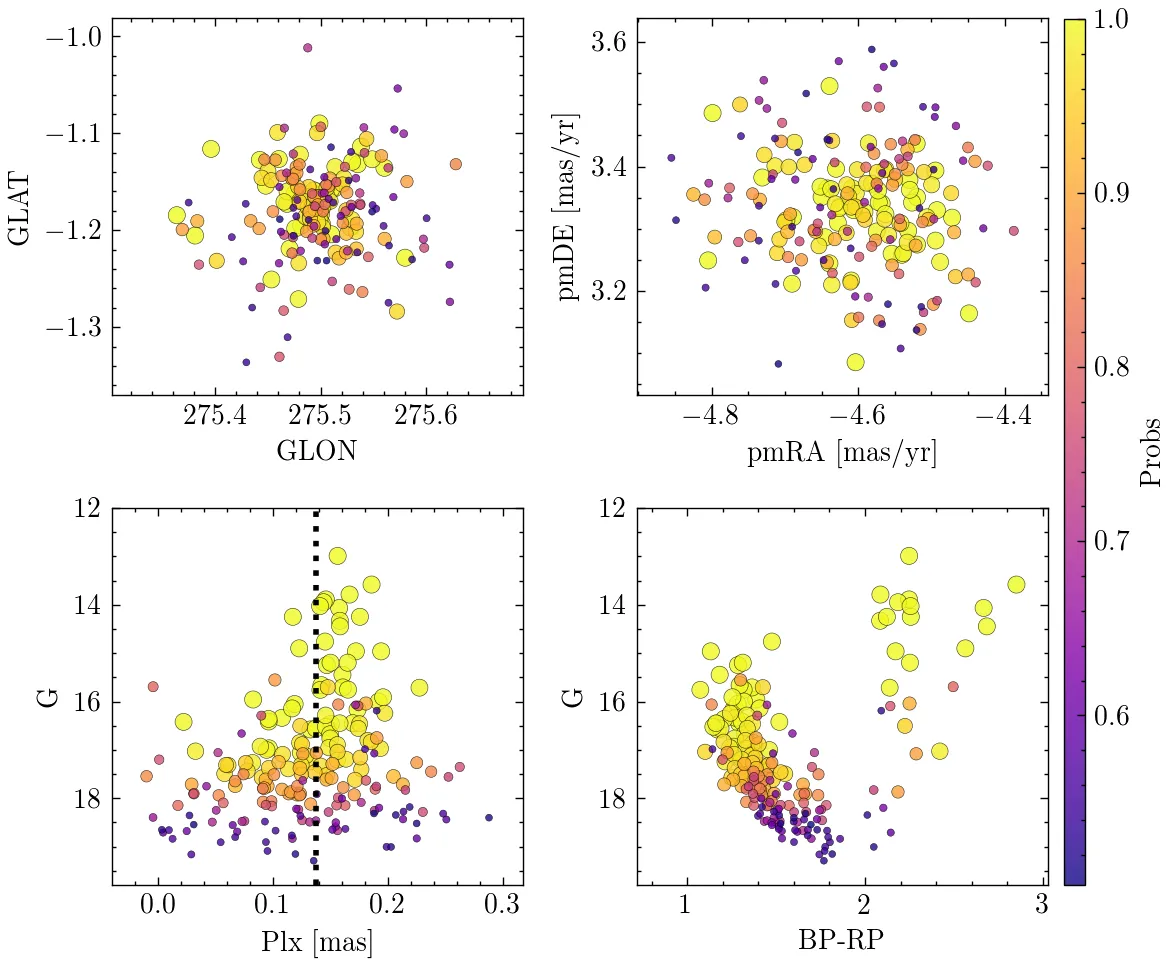 −1.0
−1.1
−1.2
−1.3
GLAT
275.4 275.5 275.6
GLON
3.6
3.4
3.2
pmDE [mas/yr]
−4.8 −4.6 −4.4
pmRA [mas/yr]
1.0
0.9
0.8
0.7
0.6
Probs
12
14
16
18
G
0.0 0.1 0.2 0.3
Plx [mas]
12
14
16
18
G
1 2 3
BP-RP